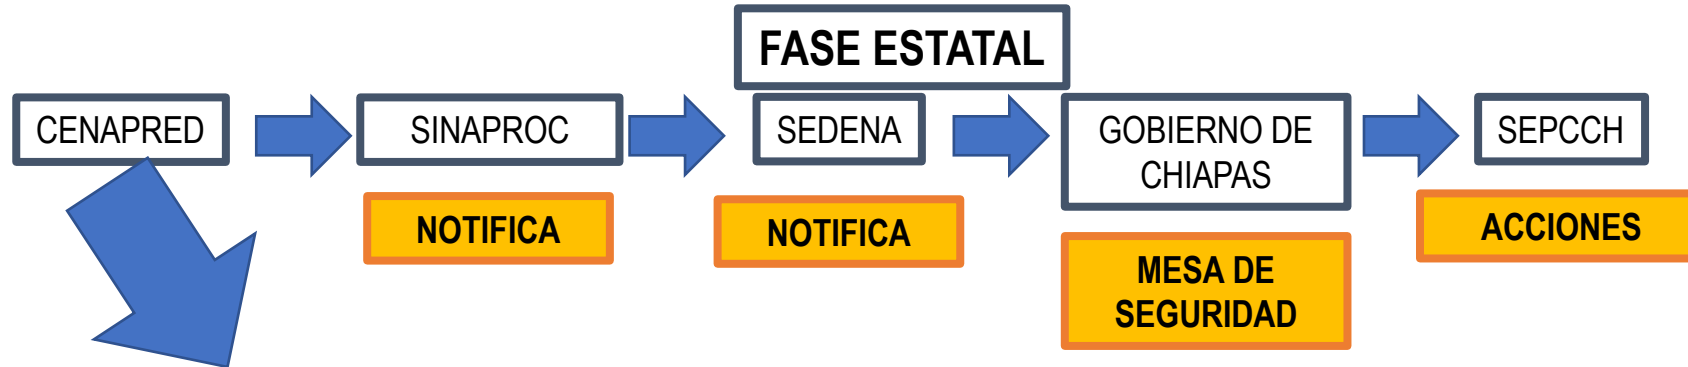 FASE ESTATAL
CENAPRED
SINAPROC
SEDENA
GOBIERNO DE
CHIAPAS
SEPCCH
NOTIFICA
NOTIFICA
MESA DE
SEGURIDAD
ACCIONES